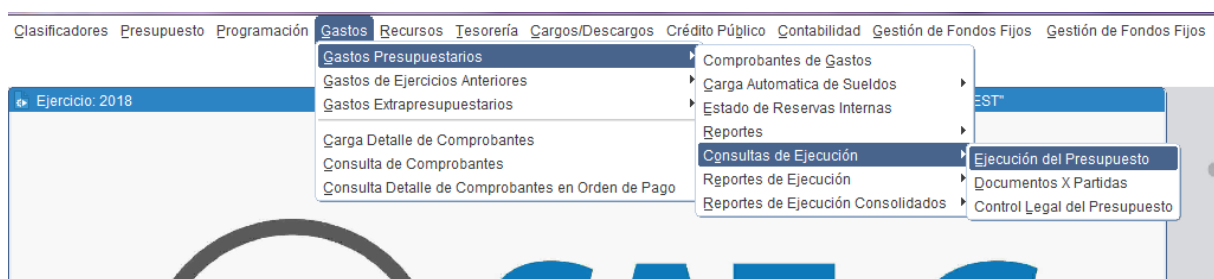 Clasificadores Presupuesto Programación Gastos Recursos Tesorería Cargos/Descargos Crédito Público Contabilidad Gestión de Fondos Fijos Gestión de Fondos Fijos
Gastos Presupuestarios
Gastos de Ejercicios Anteriores
Gastos Extrapresupuestarios
Carga Detalle de Comprobantes
Consulta de Comprobantes
Consulta Detalle de Comprobantes en Orden de Pago
Comprobantes de Gastos
Carga Automatica de Sueldos
Estado de Reservas Internas
Reportes
Consultas de Ejecución
Reportes de Ejecución
Reportes de Ejecución Consolidados
Ejecución del Presupuesto
Documentos X Partidas
Control Legal del Presupuesto
Ejercicio: 2018
EST"